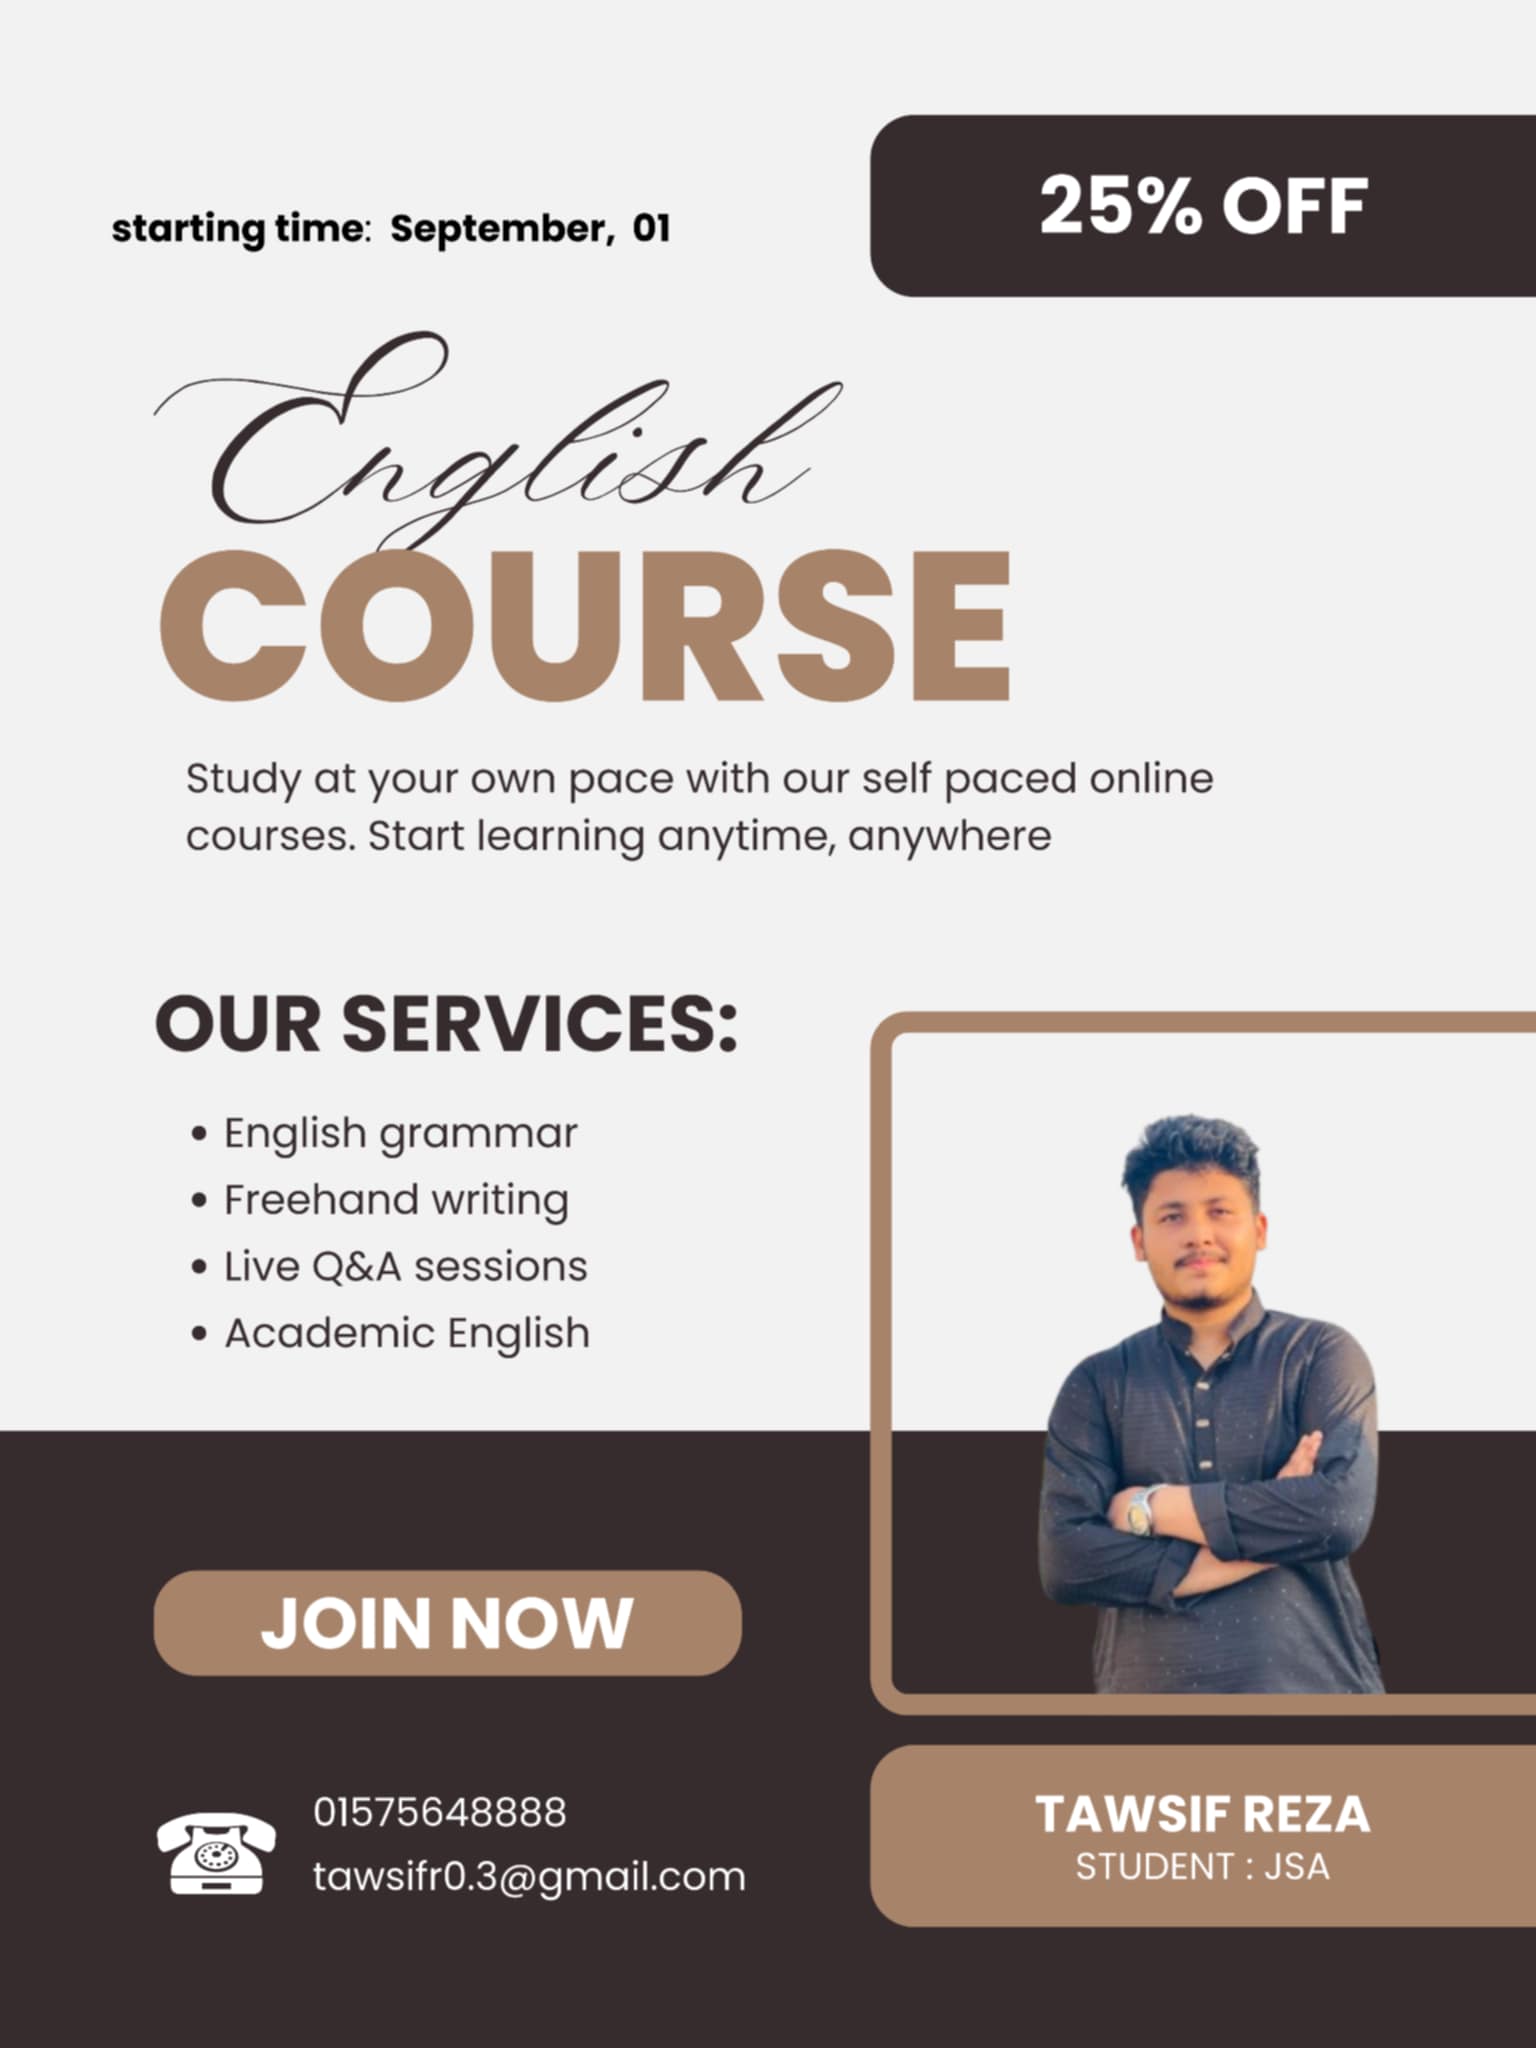 25% OFF
starting time:  September,  01
English
COURSE
Study at your own pace with our self paced online
courses. Start learning anytime, anywhere
OUR SERVICES:
• English grammar
• Freehand writing
• Live Q&A sessions
• Academic English
JOIN NOW
01575648888
tawsifr0.3@gmail.com
TAWSIF REZA
STUDENT : JSA